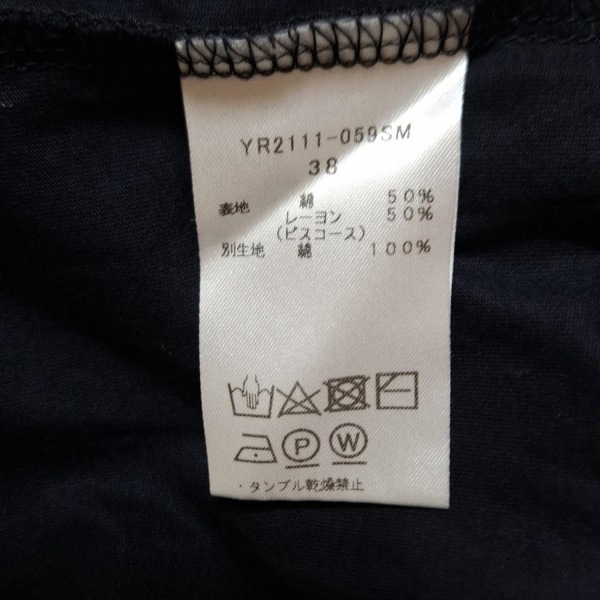 YR2111-059SM
38
表地 綿 50%
レーヨン 50%
(ビスコース)
別生地 綿 100%
P W
・タンブル乾燥禁止